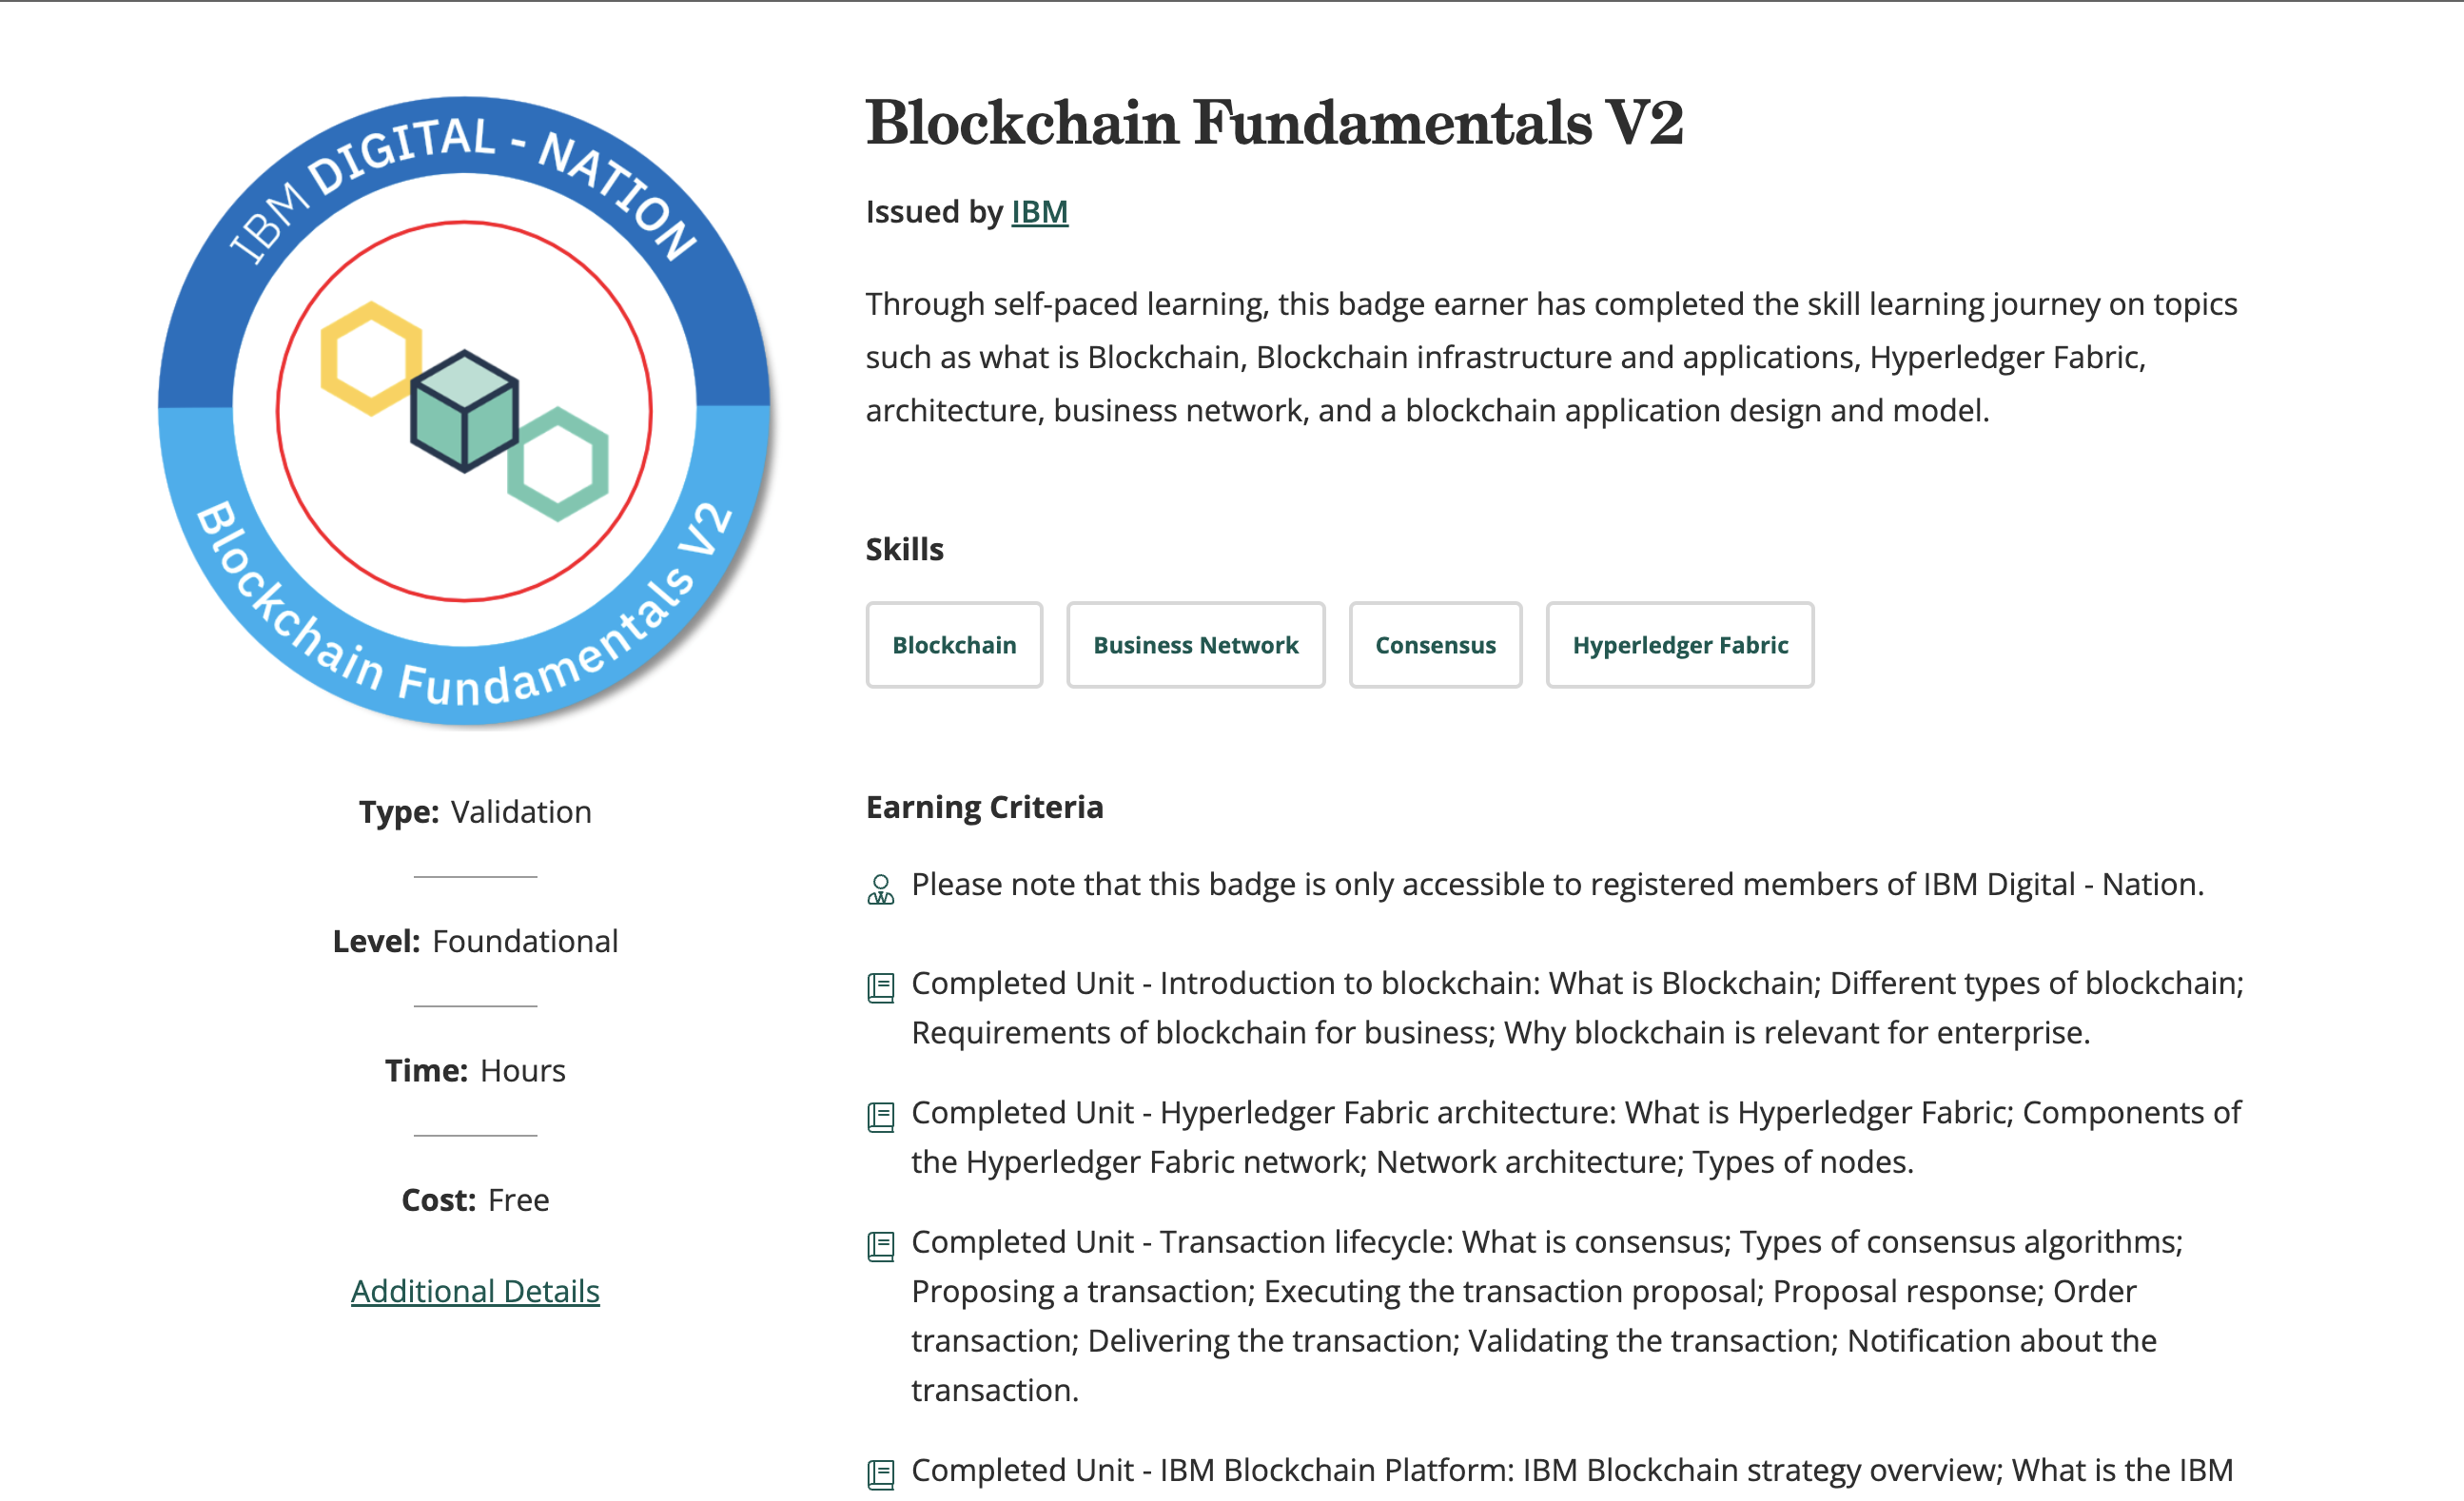 IBM DIGITAL - NATION
Blockchain Fundamentals V2
Type: Validation
Level: Foundational
Time: Hours
Cost: Free
Additional Details
Blockchain Fundamentals V2
Issued by IBM
Through self-paced learning, this badge earner has completed the skill learning journey on topics
such as what is Blockchain, Blockchain infrastructure and applications, Hyperledger Fabric,
architecture, business network, and a blockchain application design and model.
Skills
Blockchain
Business Network
Consensus
Hyperledger Fabric
Earning Criteria
Please note that this badge is only accessible to registered members of IBM Digital - Nation.
Completed Unit - Introduction to blockchain: What is Blockchain; Different types of blockchain;
Requirements of blockchain for business; Why blockchain is relevant for enterprise.
Completed Unit - Hyperledger Fabric architecture: What is Hyperledger Fabric; Components of
the Hyperledger Fabric network; Network architecture; Types of nodes.
Completed Unit - Transaction lifecycle: What is consensus; Types of consensus algorithms;
Proposing a transaction; Executing the transaction proposal; Proposal response; Order
transaction; Delivering the transaction; Validating the transaction; Notification about the
transaction.
Completed Unit - IBM Blockchain Platform: IBM Blockchain strategy overview; What is the IBM